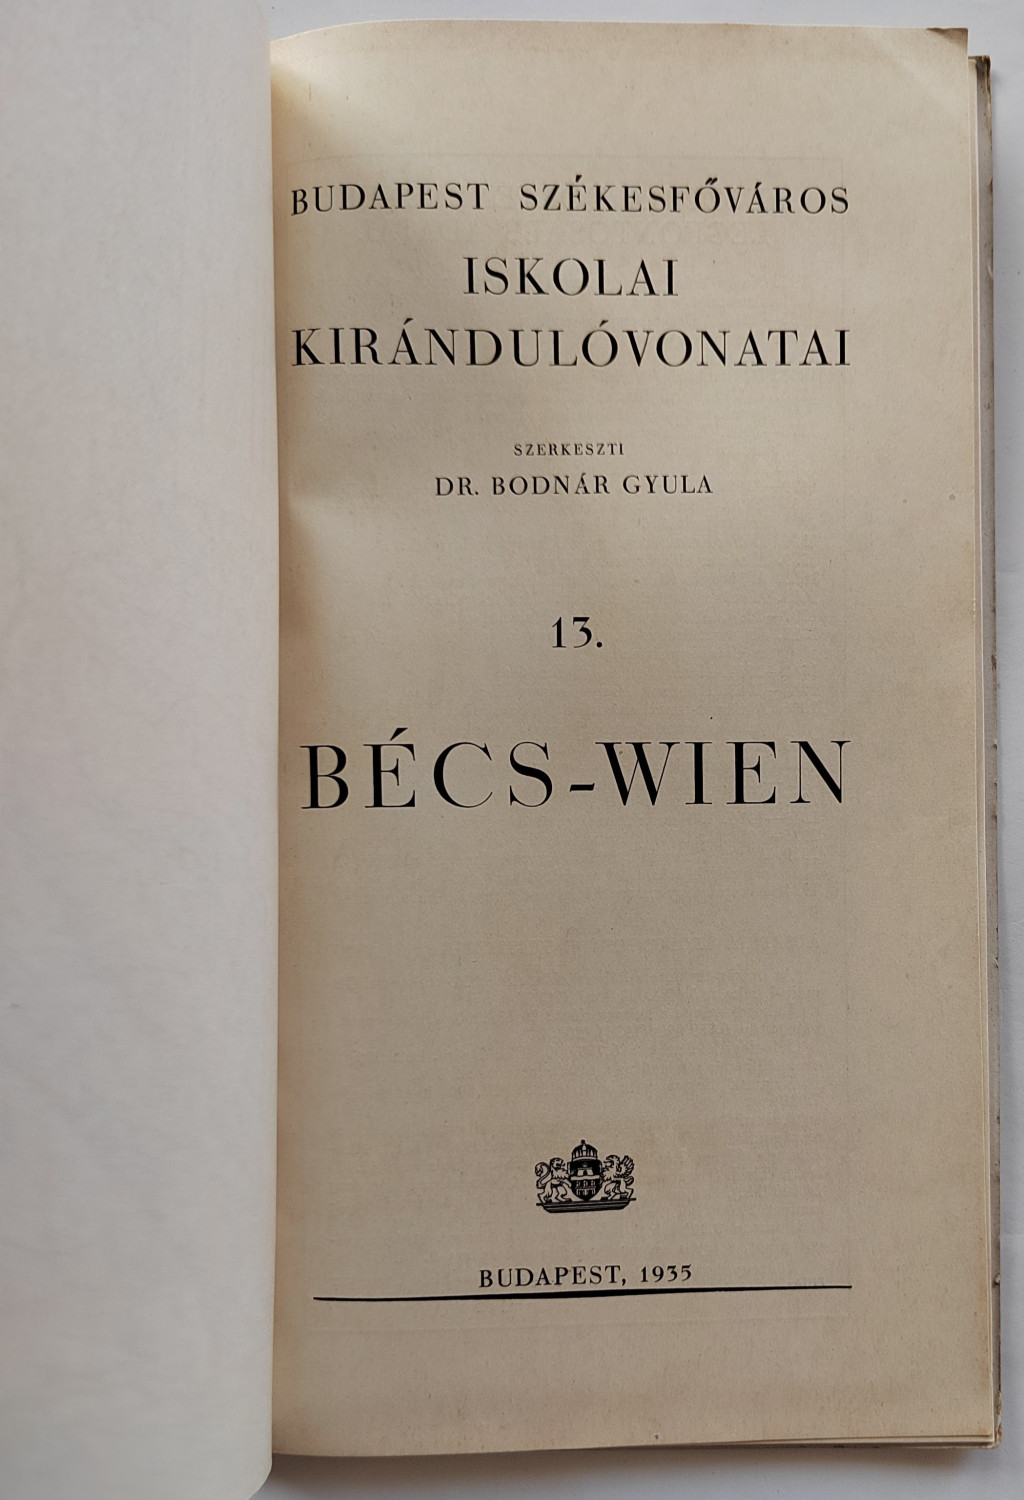 BUDAPEST SZÉKESFŐVÁROS
ISKOLAI
KIRÁNDULÓVONATAI
SZERKESZTI
DR. BODNÁR GYULA
13.
BÉCS-WIEN
BUDAPEST, 1935